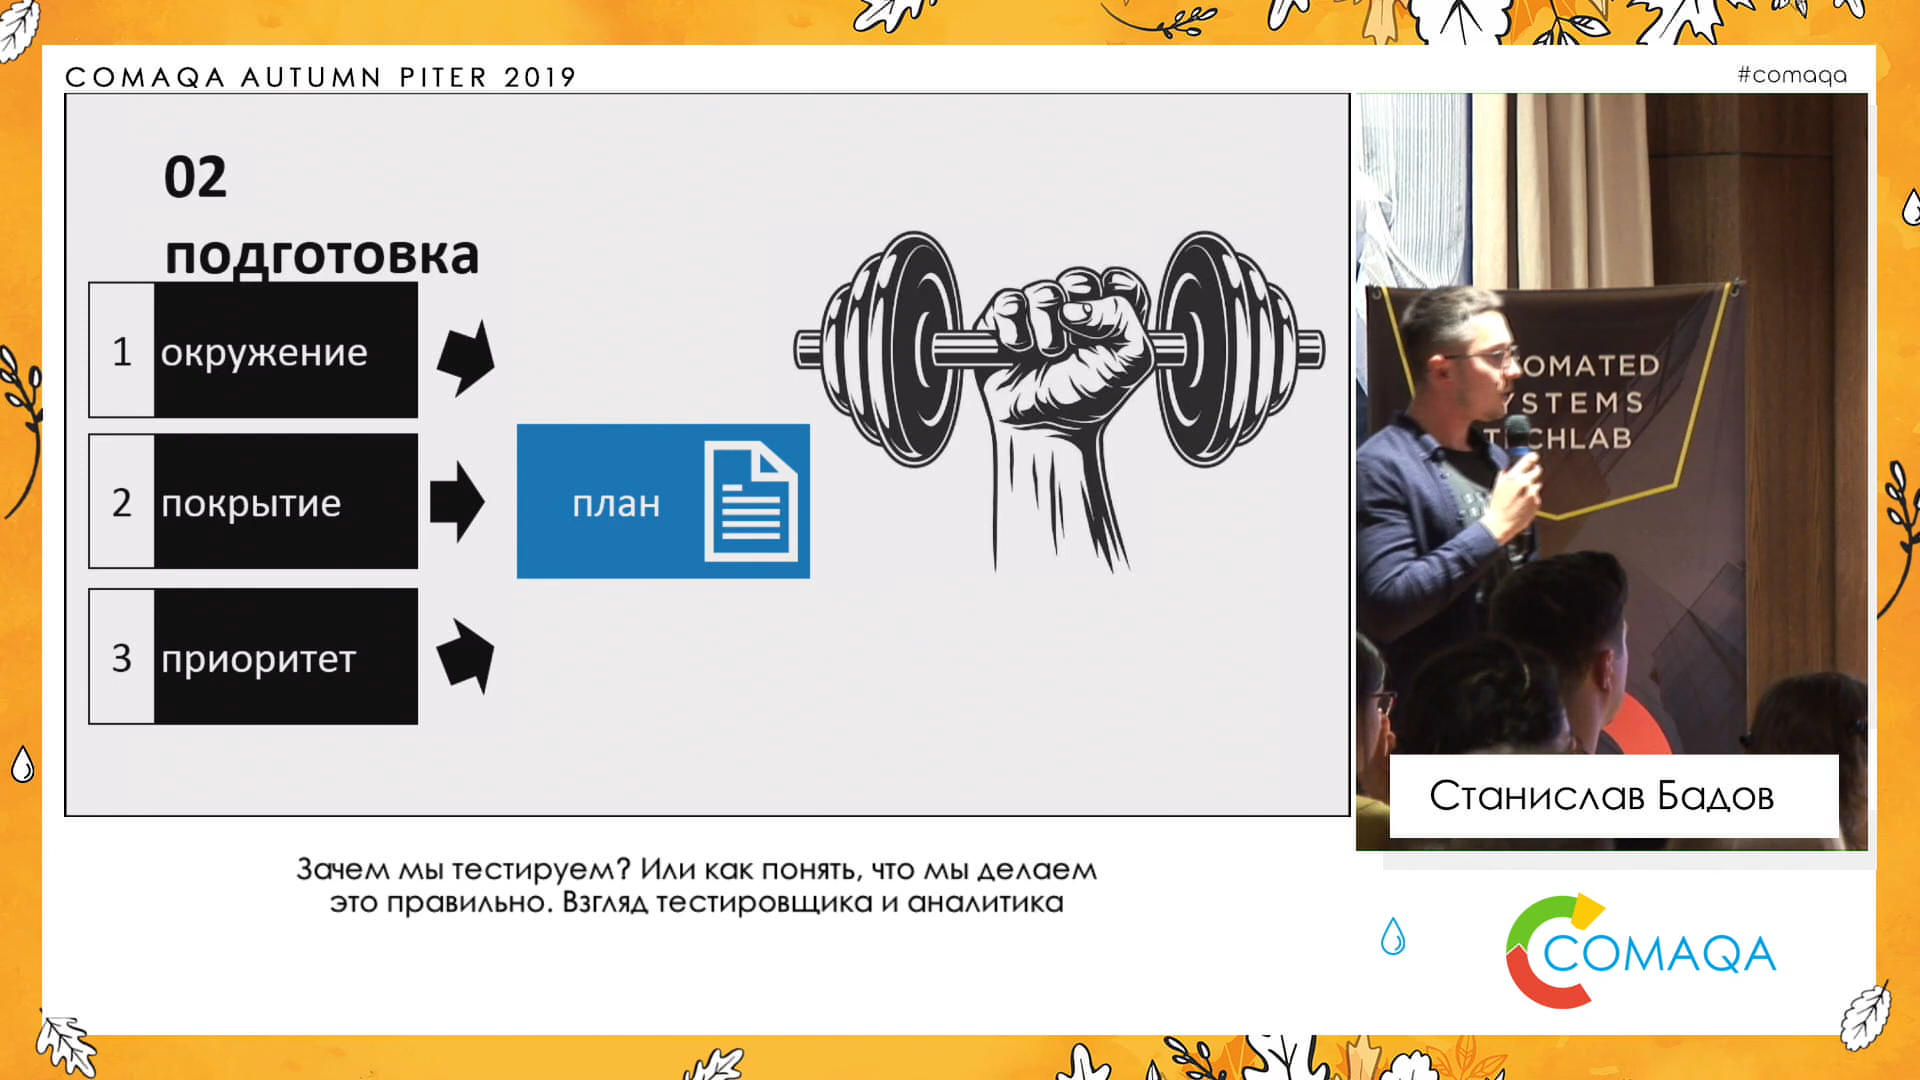 COMAQA AUTUMN PITER 2019
#comaqa
02
подготовка
1 окружение
2 покрытие
3 приоритет
план
OMATED
YSTEMS
T CHLAB
Станислав Бадов
Зачем мы тестируем? Или как понять, что мы делаем
это правильно. Взгляд тестировщика и аналитика
COMAQA